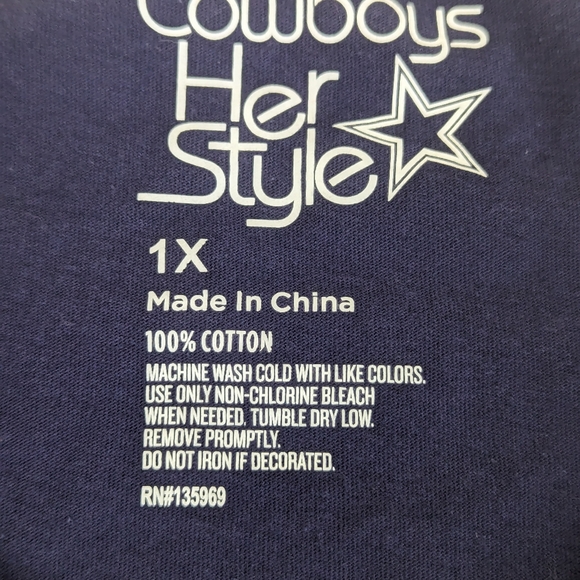 Cowboys
Her
Style
1X
Made In China
100% COTTON
MACHINE WASH COLD WITH LIKE COLORS.
USE ONLY NON-CHLORINE BLEACH
WHEN NEEDED. TUMBLE DRY LOW.
REMOVE PROMPTLY.
DO NOT IRON IF DECORATED.
RN#135969